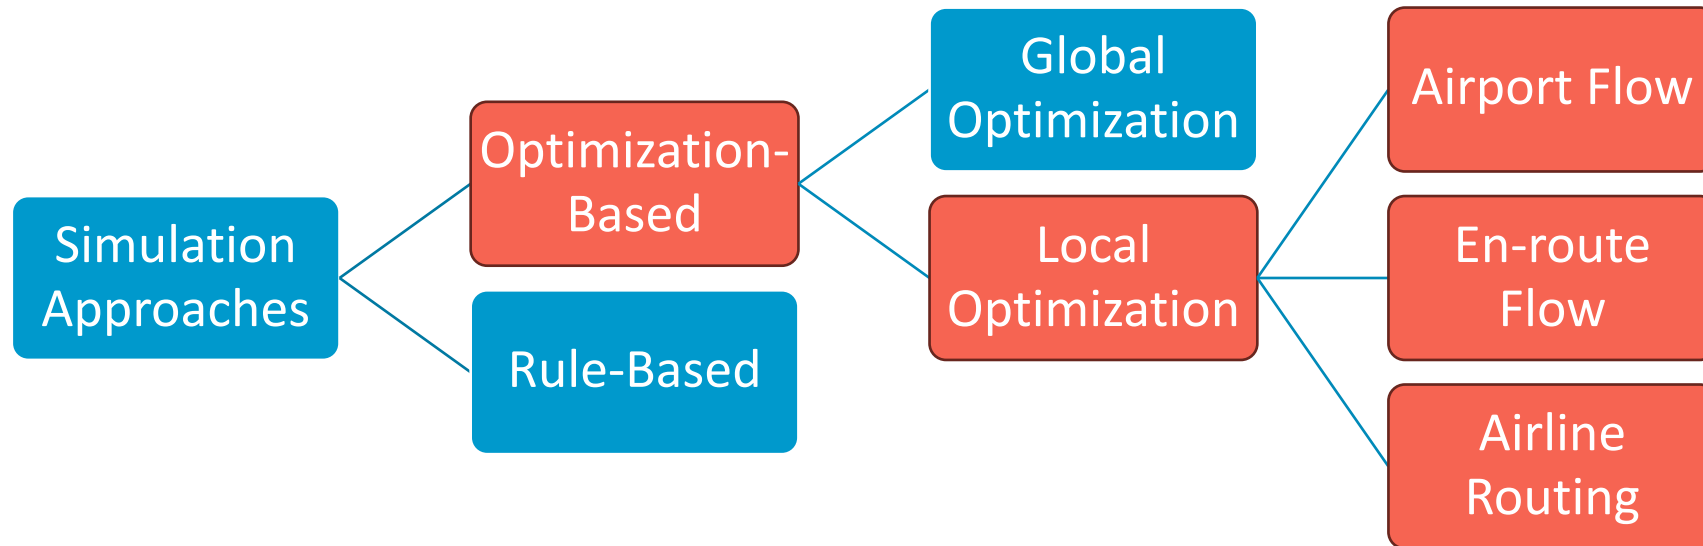 Simulation
Approaches
Optimization-
Based
Rule-Based
Global
Optimization
Local
Optimization
Airport Flow
En-route
Flow
Airline
Routing